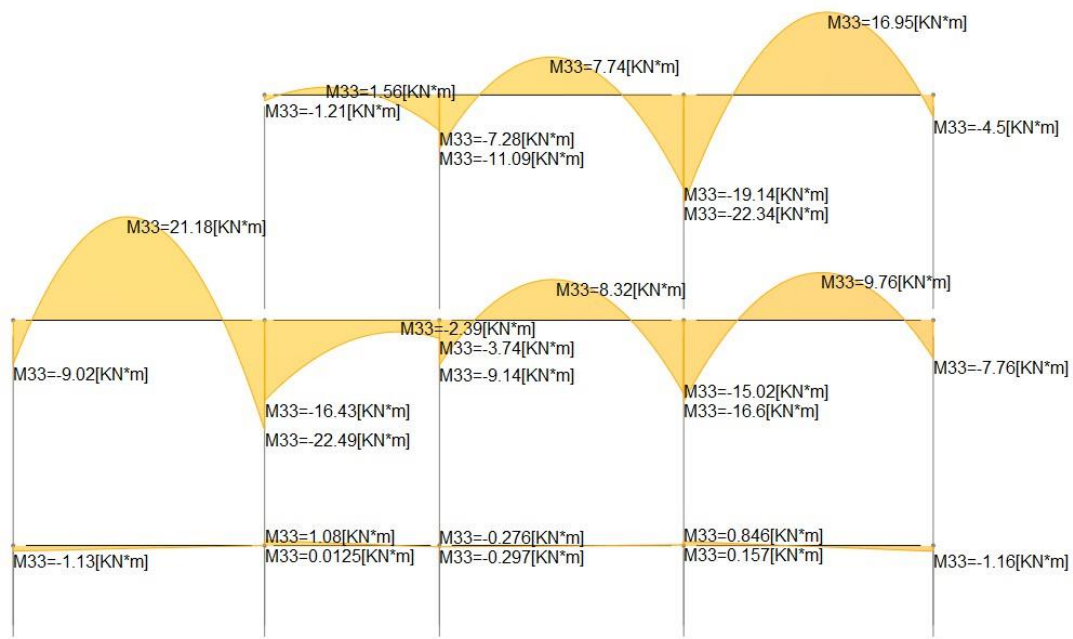 M33=16.95[KN*m]
M33=7.74[KN*m]
M33=1.56[KN*m]
M33=-1.21[KN*m]
M33=-4.5[KN*m]
M33=-7.28[KN*m]
M33=-11.09[KN*m]
M33=-19.14[KN*m]
M33=-22.34[KN*m]
M33=21.18[KN*m]
M33=9.76[KN*m]
M33=8.32[KN*m]
M33=-2.39[KN*m]
M33=-3.74[KN*m]
M33=-9.14[KN*m]
M33=-7.76[KN*m]
M33=-9.02[KN*m]
M33=-15.02[KN*m]
M33=-16.6[KN*m]
M33=-16.43[KN*m]
M33=-22.49[KN*m]
M33=1.08[KN*m]
M33=-0.276[KN*m]
M33=0.846[KN*m]
M33=-1.13[KN*m]
M33=0.0125[KN*m]
M33=-0.297[KN*m]
M33=0.157[KN*m]
M33=-1.16[KN*m]